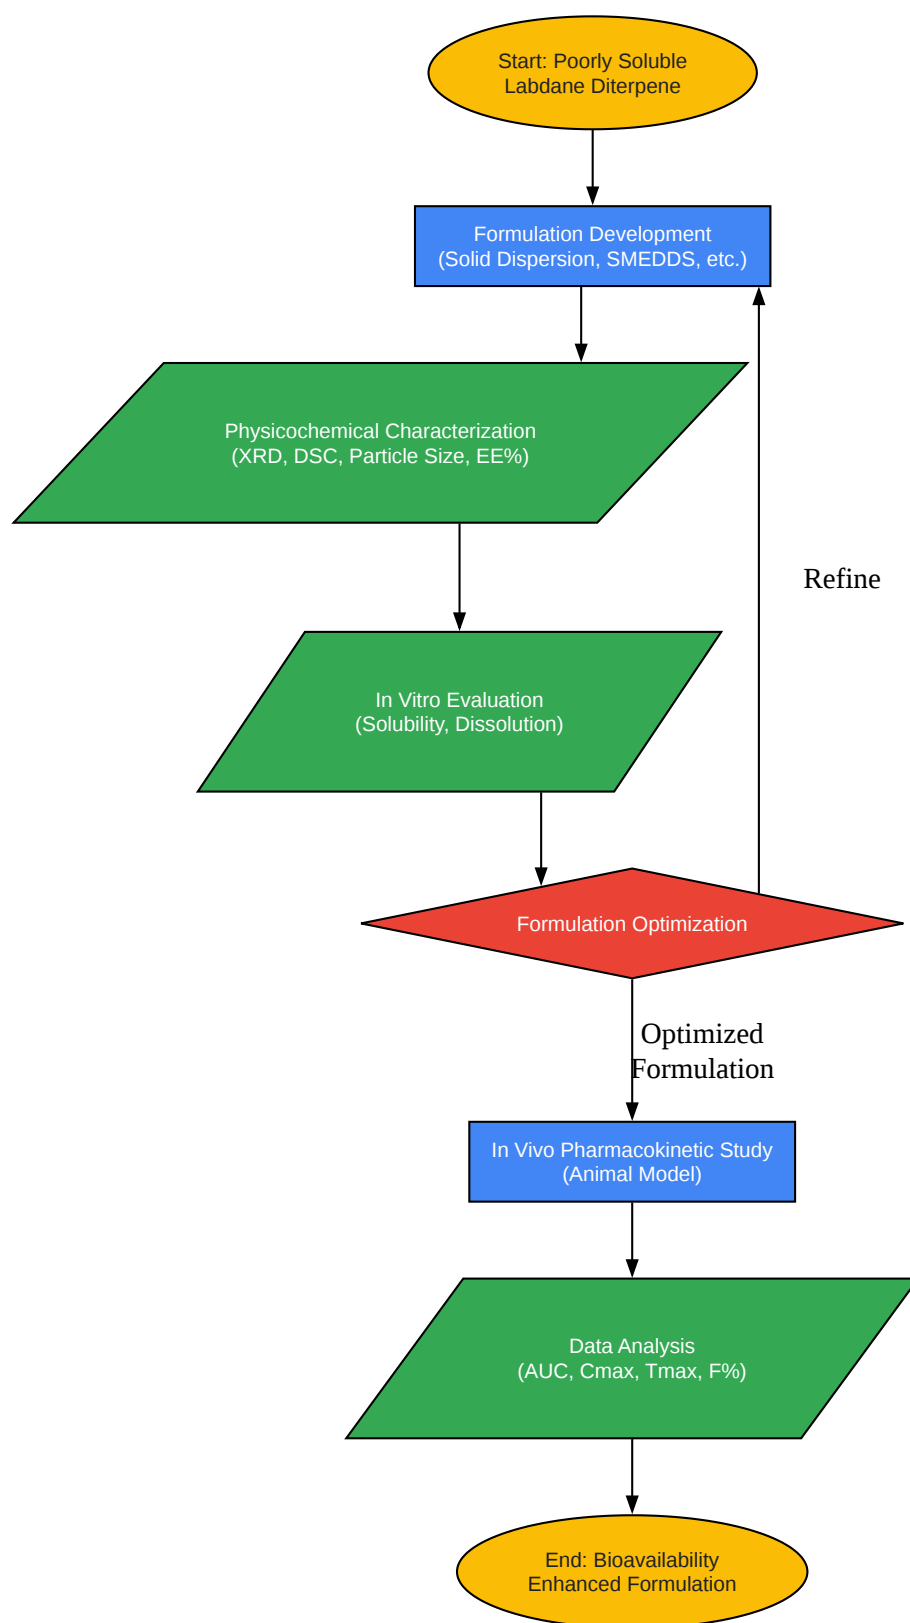 Start: Poorly Soluble
Labdane Diterpene
Formulation Development
(Solid Dispersion, SMEDDS, etc.)
Physicochemical Characterization
(XRD, DSC, Particle Size, EE%)
Refine
In Vitro Evaluation
(Solubility, Dissolution)
Formulation Optimization
Optimized
Formulation
In Vivo Pharmacokinetic Study
(Animal Model)
Data Analysis
(AUC, Cmax, Tmax, F%)
End: Bioavailability
Enhanced Formulation